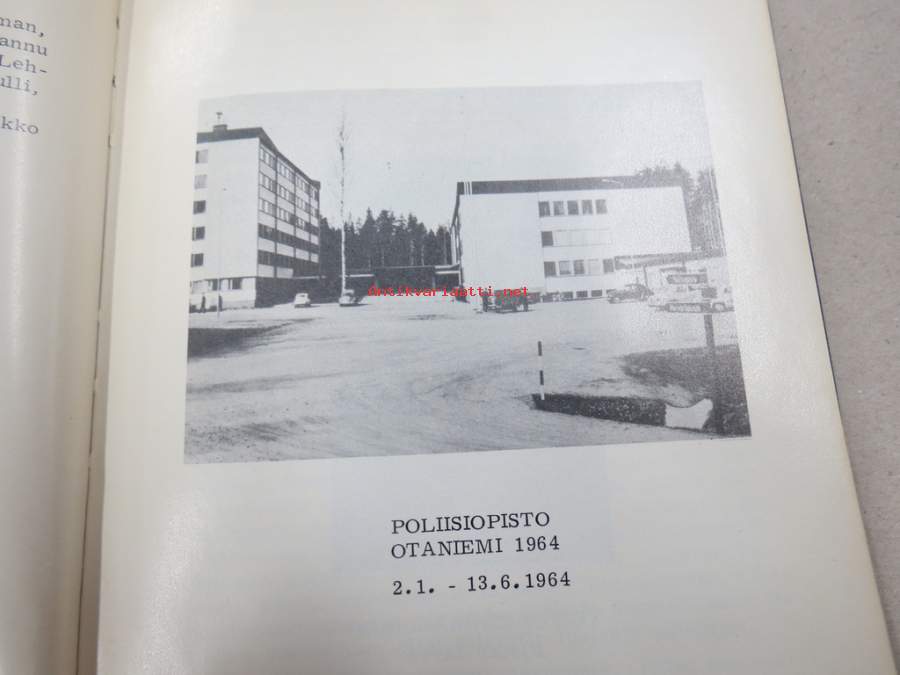 man,
annu
Leh-
ulli,
kko
antikvariaatti.net
POLIISIOPISTO
OTANIEMI 1964
2.1. - 13.6.1964